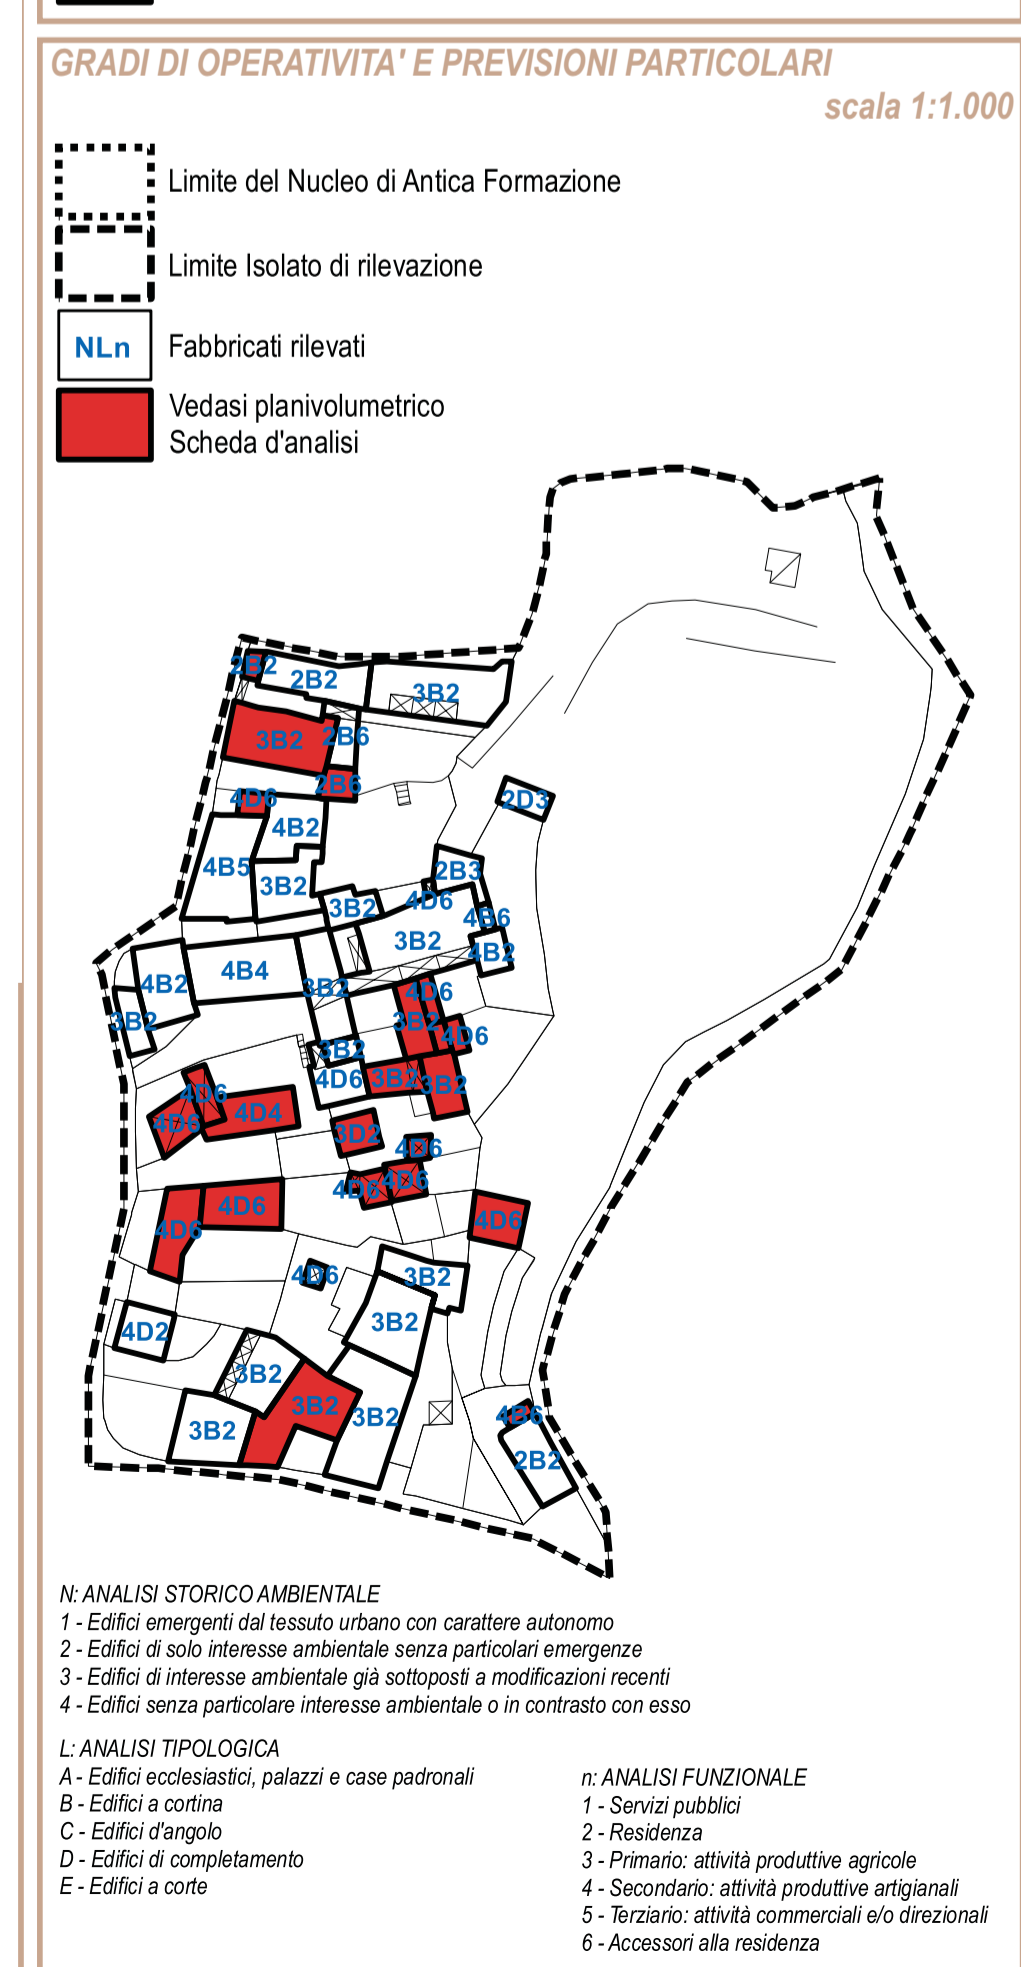 GRADI DI OPERATIVITA' E PREVISIONI PARTICOLARI
scala 1:1.000
Limite del Nucleo di Antica Formazione
Limite Isolato di rilevazione
NLn
Fabbricati rilevati
Vedasi planivolumetrico
Scheda d'analisi
2B2
2B2
3B2
3B2
2B6
2B6
4D6
4B2
2D3
4B5
3B2
2B3
3B2
4D6
4B6
3B2
4B2
4B4
4B2
3B2
4D6
3B2
3B2
4D6
3B2
4D6
3B2
3B2
4D6
4D6
4D4
3D2
4D6
4D6
4D6
4D6
4D6
4D6
4D6
3B2
3B2
4D2
3B2
3B2
3B2
3B2
4B6
2B2
N: ANALISI STORICO AMBIENTALE
1 - Edifici emergenti dal tessuto urbano con carattere autonomo
2 - Edifici di solo interesse ambientale senza particolari emergenze
3 - Edifici di interesse ambientale già sottoposti a modificazioni recenti
4 - Edifici senza particolare interesse ambientale o in contrasto con esso
L: ANALISI TIPOLOGICA
A - Edifici ecclesiastici, palazzi e case padronali
B - Edifici a cortina
C - Edifici d'angolo
D - Edifici di completamento
E - Edifici a corte
n: ANALISI FUNZIONALE
1 - Servizi pubblici
2 - Residenza
3 - Primario: attività produttive agricole
4 - Secondario: attività produttive artigianali
5 - Terziario: attività commerciali e/o direzionali
6 - Accessori alla residenza